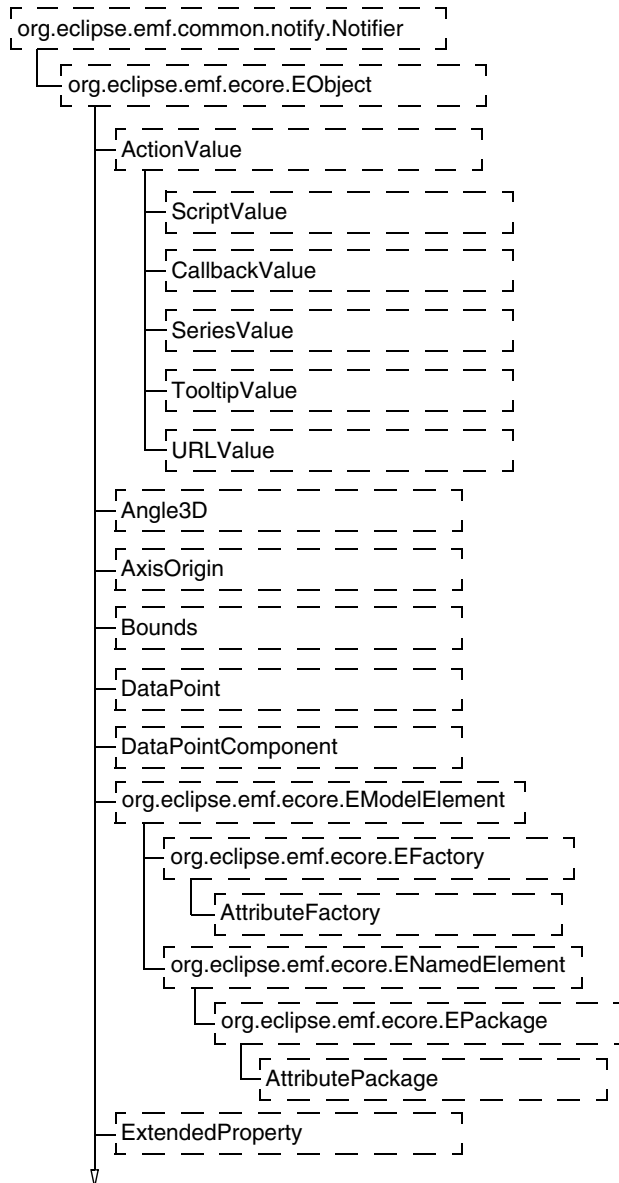 org.eclipse.emf.common.notify.Notifier
org.eclipse.emf.ecore.EObject
ActionValue
ScriptValue
CallbackValue
SeriesValue
TooltipValue
URLValue
Angle3D
AxisOrigin
Bounds
DataPoint
DataPointComponent
org.eclipse.emf.ecore.EModelElement
org.eclipse.emf.ecore.EFactory
AttributeFactory
org.eclipse.emf.ecore.ENamedElement
org.eclipse.emf.ecore.EPackage
AttributePackage
ExtendedProperty